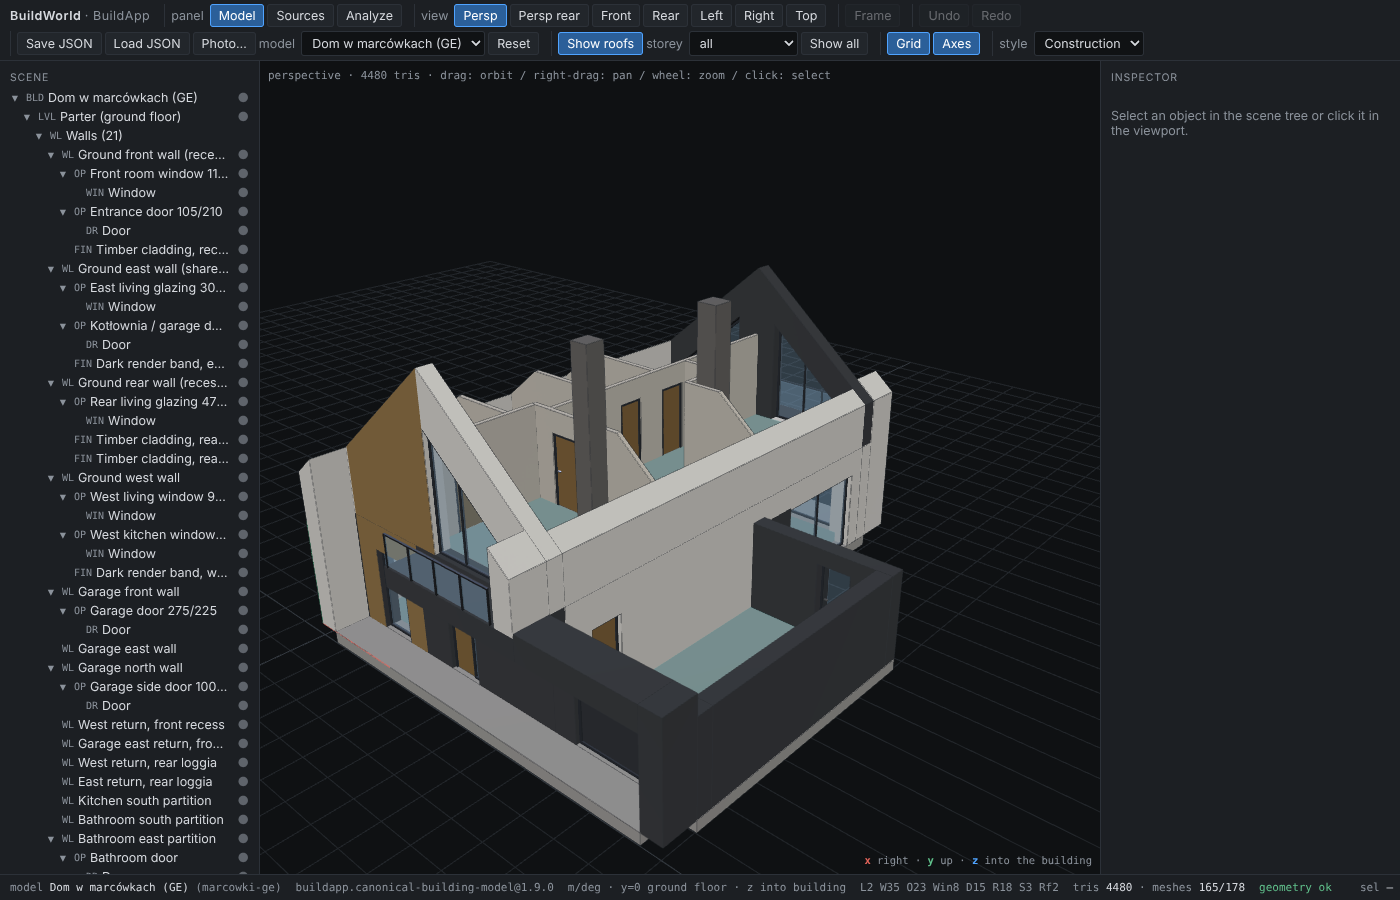 BuildWorld · BuildApp panel Model Sources Analyze view Persp Persp rear Front Rear Left Right Top Frame Undo Redo
Save JSON Load JSON Photo... model Dom w marcówkach (GE) Reset Show roofs storey all Show all Grid Axes style Construction
SCENE
▼ BLD Dom w marcówkach (GE)
▼ LVL Parter (ground floor)
▼ WL Walls (21)
▼ WL Ground front wall (rece...
▼ OP Front room window 11...
WIN Window
▼ OP Entrance door 105/210
DR Door
FIN Timber cladding, rec...
▼ WL Ground east wall (share...
▼ OP East living glazing 30...
WIN Window
▼ OP Kotłownia / garage d...
DR Door
FIN Dark render band, e...
▼ WL Ground rear wall (reces...
▼ OP Rear living glazing 47...
WIN Window
FIN Timber cladding, rea...
FIN Timber cladding, rea...
▼ WL Ground west wall
▼ OP West living window 9...
WIN Window
▼ OP West kitchen window...
WIN Window
FIN Dark render band, w...
▼ WL Garage front wall
▼ OP Garage door 275/225
DR Door
WL Garage east wall
▼ WL Garage north wall
▼ OP Garage side door 100...
DR Door
WL West return, front recess
WL Garage east return, fro...
WL West return, rear loggia
WL East return, rear loggia
WL Kitchen south partition
WL Bathroom south partition
▼ WL Bathroom east partition
▼ OP Bathroom door
perspective · 4480 tris · drag: orbit / right-drag: pan / wheel: zoom / click: select
x right · y up · z into the building
INSPECTOR
Select an object in the scene tree or click it in
the viewport.
model Dom w marcówkach (GE) (marcowki-ge) buildapp.canonical-building-model@1.9.0 m/deg · y=0 ground floor · z into building L2 W35 O23 Win8 D15 R18 S3 Rf2 tris 4480 · meshes 165/178 geometry ok sel —